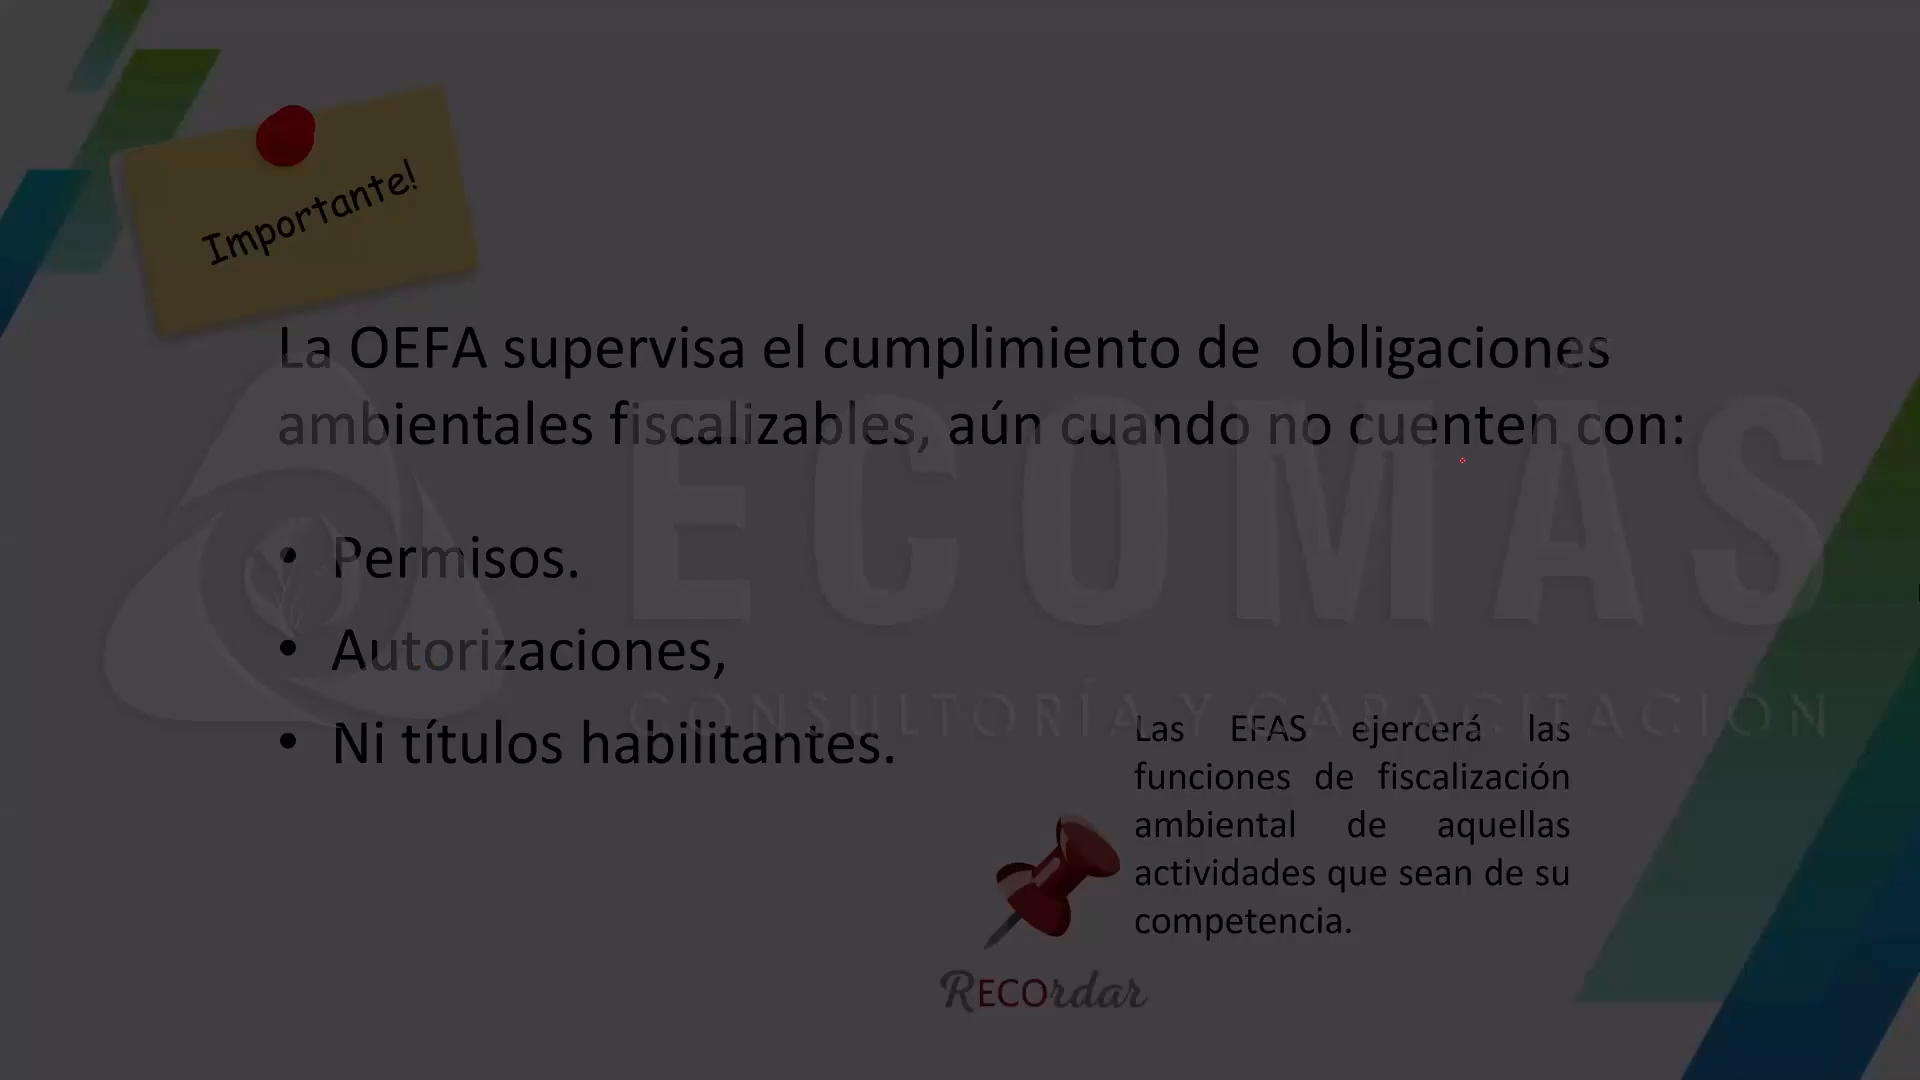 Importante!
La OEFA supervisa el cumplimiento de obligaciones
ambientales fiscalizables, aún cuando no cuenten con:
• Permisos.
• Autorizaciones,
• Ni títulos habilitantes.
ECOMÁS
CONSULTORÍA Y CAPACITACIÓN
Las EFAS ejercerá las
funciones de fiscalización
ambiental de aquellas
actividades que sean de su
competencia.
RECOrdar